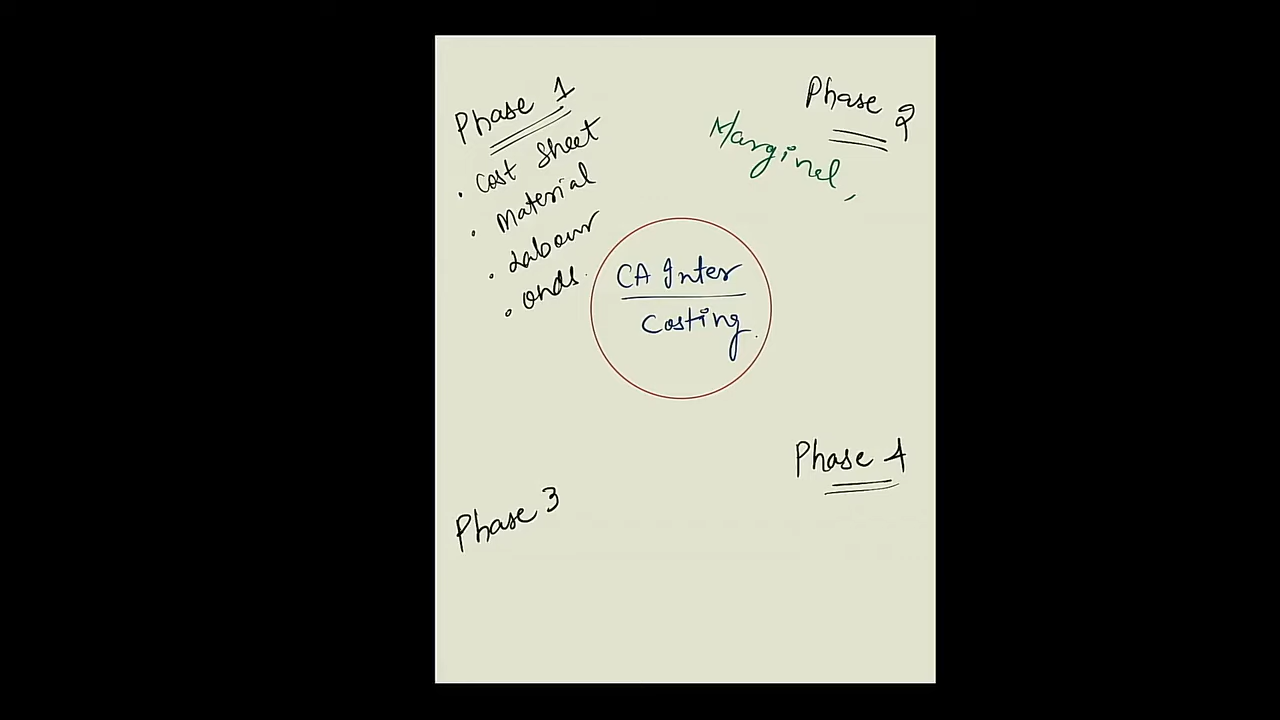 Phase 1
• Cost Sheet
• Material
• Labour
• OHds.
Phase 2
Marginal,
CA Inter
Costing.
Phase 3
Phase 4